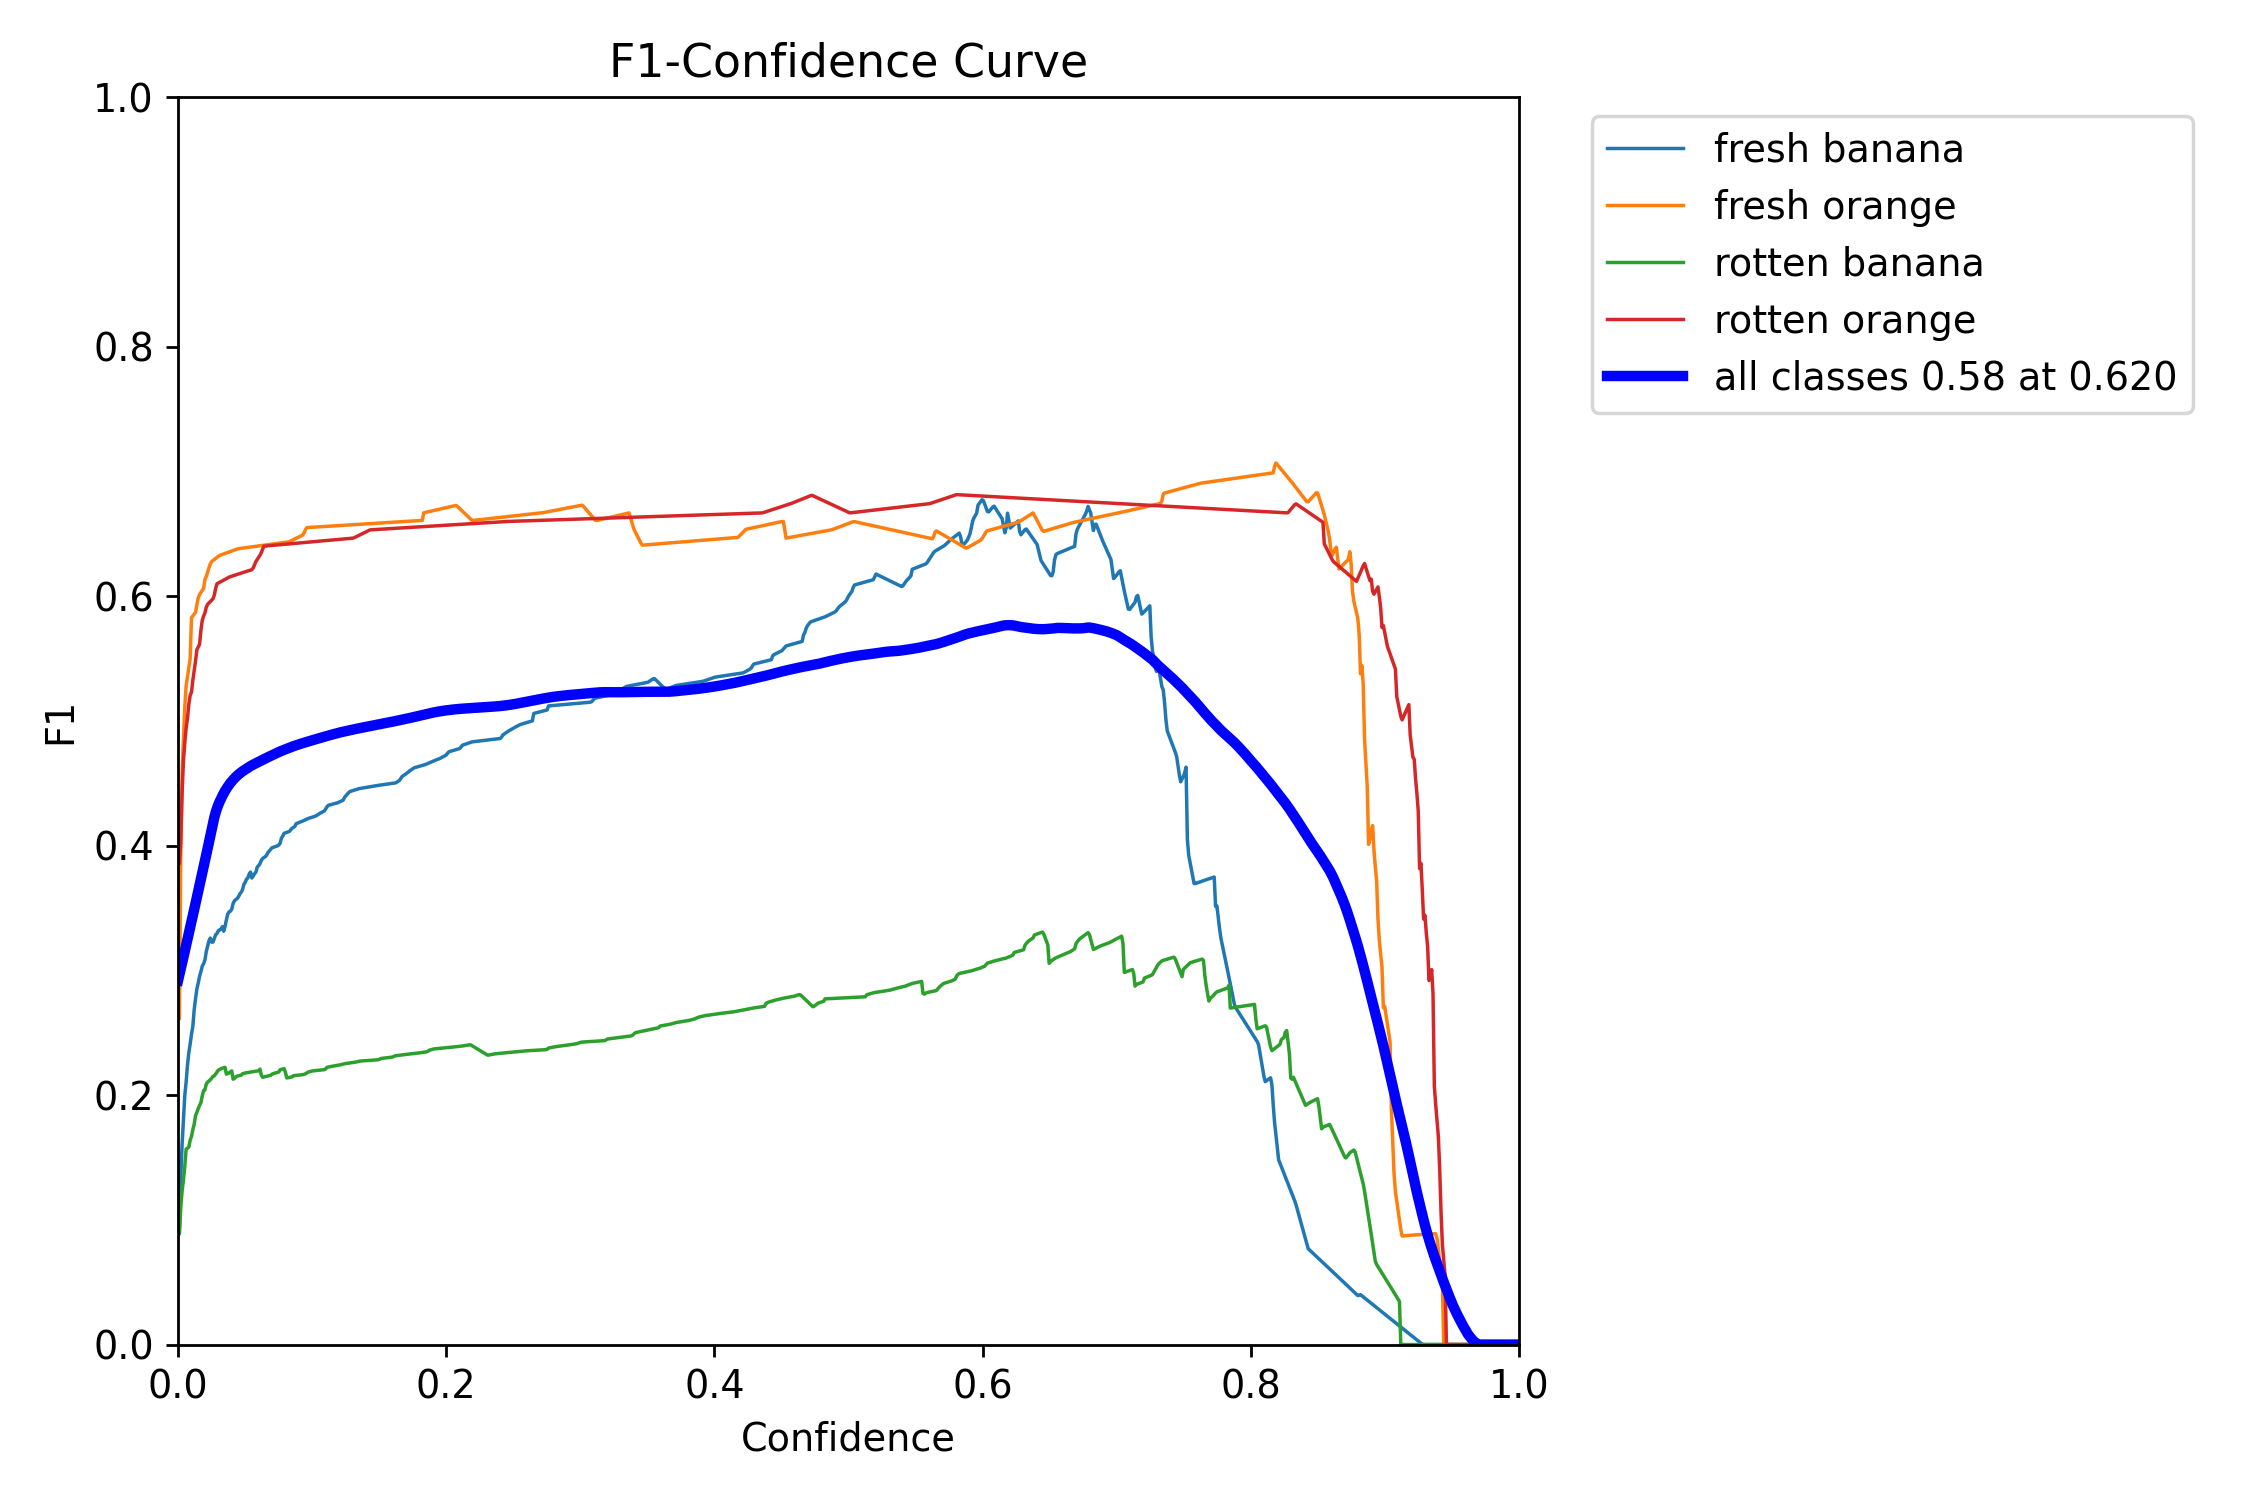 F1-Confidence Curve
1.0
0.8
0.6
0.4
0.2
0.0
F1
0.0 0.2 0.4 0.6 0.8 1.0
Confidence
fresh banana
fresh orange
rotten banana
rotten orange
all classes 0.58 at 0.620